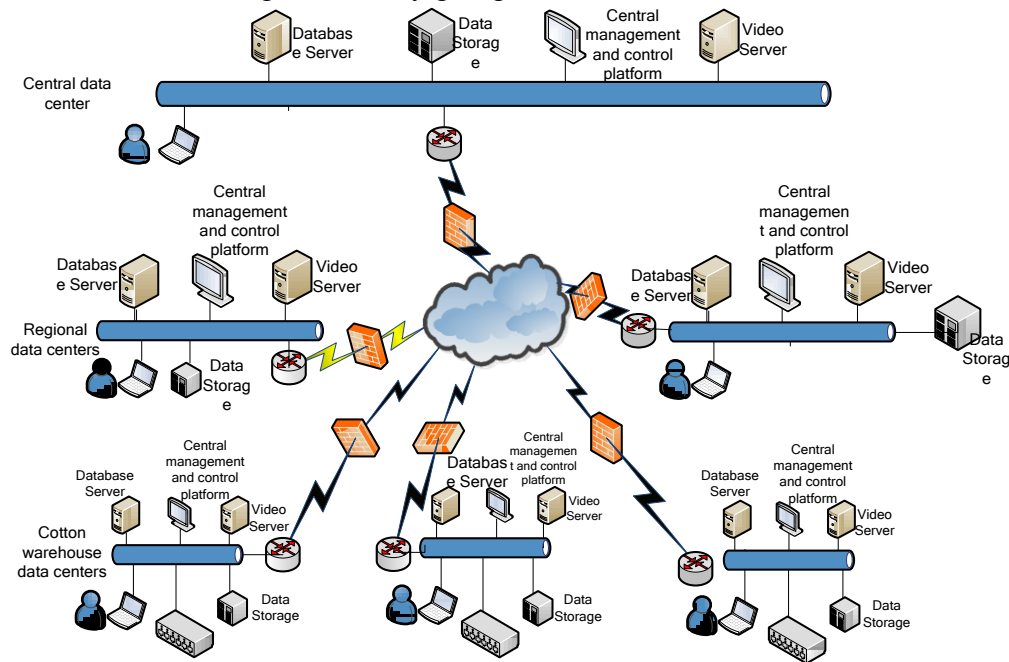 Databas
e Server
Data
Storag
e
Central
management
and control
platform
Video
Server
Central data
center
Central
management
and control
platform
Databas
e Server
Video
Server
Regional
data centers
Data
Storag
e
Central
managemen
t and control
platform
Databas
e Server
Video
Server
Data
Storag
e
Central
management
and control
platform
Database
Server
Video
Server
Cotton
warehouse
data centers
Data
Storage
Central
managemen
t and control
platform
Databas
e Server
Video
Server
Data
Storage
Central
management
and control
platform
Database
Server
Video
Server
Data
Storage